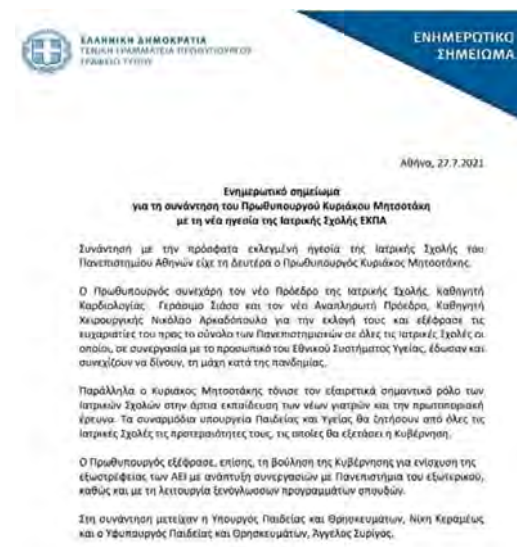 ΕΛΛΗΝΙΚΗ ΔΗΜΟΚΡΑΤΙΑ
ΓΕΝΙΚΗ ΓΡΑΜΜΑΤΕΙΑ ΠΡΩΘΥΠΟΥΡΓΟΥ
ΓΡΑΦΕΙΟ ΤΥΠΟΥ
ΕΝΗΜΕΡΩΤΙΚΟ
ΣΗΜΕΙΩΜΑ
Αθήνα, 27.7.2021
Ενημερωτικό σημείωμα
για τη συνάντηση του Πρωθυπουργού Κυριάκου Μητσοτάκη
με τη νέα ηγεσία της Ιατρικής Σχολής ΕΚΠΑ
Συνάντηση με την πρόσφατα εκλεγμένη ηγεσία της Ιατρικής Σχολής του
Πανεπιστημίου Αθηνών είχε τη Δευτέρα ο Πρωθυπουργός Κυριάκος Μητσοτάκης.
Ο Πρωθυπουργός συνεχάρη τον νέο Πρόεδρο της Ιατρικής Σχολής, Καθηγητή
Καρδιολογίας Γεράσιμο Σιάσο και τον νέο Αναπληρωτή Πρόεδρο, Καθηγητή
Χειρουργικής Νικόλαο Αρκαδόπουλο για την εκλογή τους και εξέφρασε τις
ευχαριστίες του προς το σύνολο των Πανεπιστημιακών σε όλες τις Ιατρικές Σχολές οι
οποίοι, σε συνεργασία με το προσωπικό του Εθνικού Συστήματος Υγείας, έδωσαν και
συνεχίζουν να δίνουν, τη μάχη κατά της πανδημίας.
Παράλληλα ο Κυριάκος Μητσοτάκης τόνισε τον εξαιρετικά σημαντικό ρόλο των
Ιατρικών Σχολών στην άρτια εκπαίδευση των νέων γιατρών και την πρωτοποριακή
έρευνα. Τα συναρμόδια υπουργεία Παιδείας και Υγείας θα ζητήσουν από όλες τις
Ιατρικές Σχολές τις προτεραιότητες τους, τις οποίες θα εξετάσει η Κυβέρνηση.
Ο Πρωθυπουργός εξέφρασε, επίσης, τη βούληση της Κυβέρνησης για ενίσχυση της
εξωστρέφειας των ΑΕΙ με ανάπτυξη συνεργασιών με Πανεπιστήμια του εξωτερικού,
καθώς και με τη λειτουργία ξενόγλωσσων προγραμμάτων σπουδών.
Στη συνάντηση μετείχαν η Υπουργός Παιδείας και Θρησκευμάτων, Νίκη Κεραμέως
και ο Υφυπουργός Παιδείας και Θρησκευμάτων, Άγγελος Συρίγος.